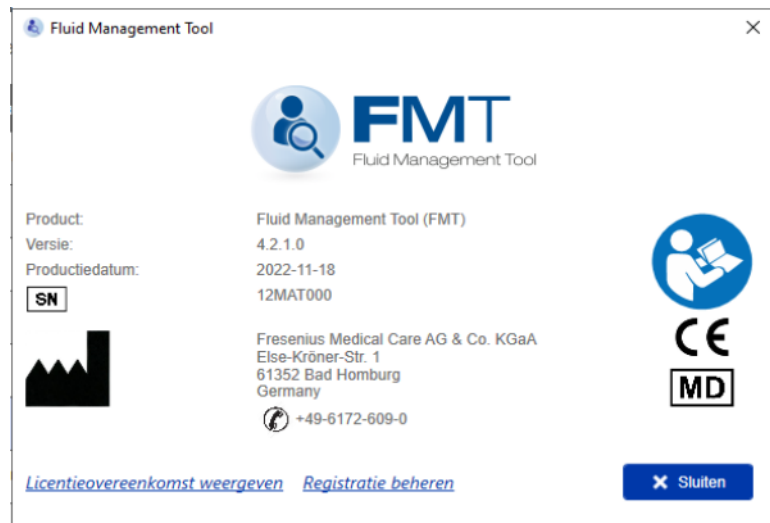 Fluid Management Tool
FMT
Fluid Management Tool
Product: Fluid Management Tool (FMT)
Versie: 4.2.1.0
Productiedatum: 2022-11-18
SN 12MAT000
Fresenius Medical Care AG & Co. KGaA
Else-Kröner-Str. 1
61352 Bad Homburg
Germany
+49-6172-609-0
CE
MD
Licentieovereenkomst weergeven Registratie beheren
Sluiten